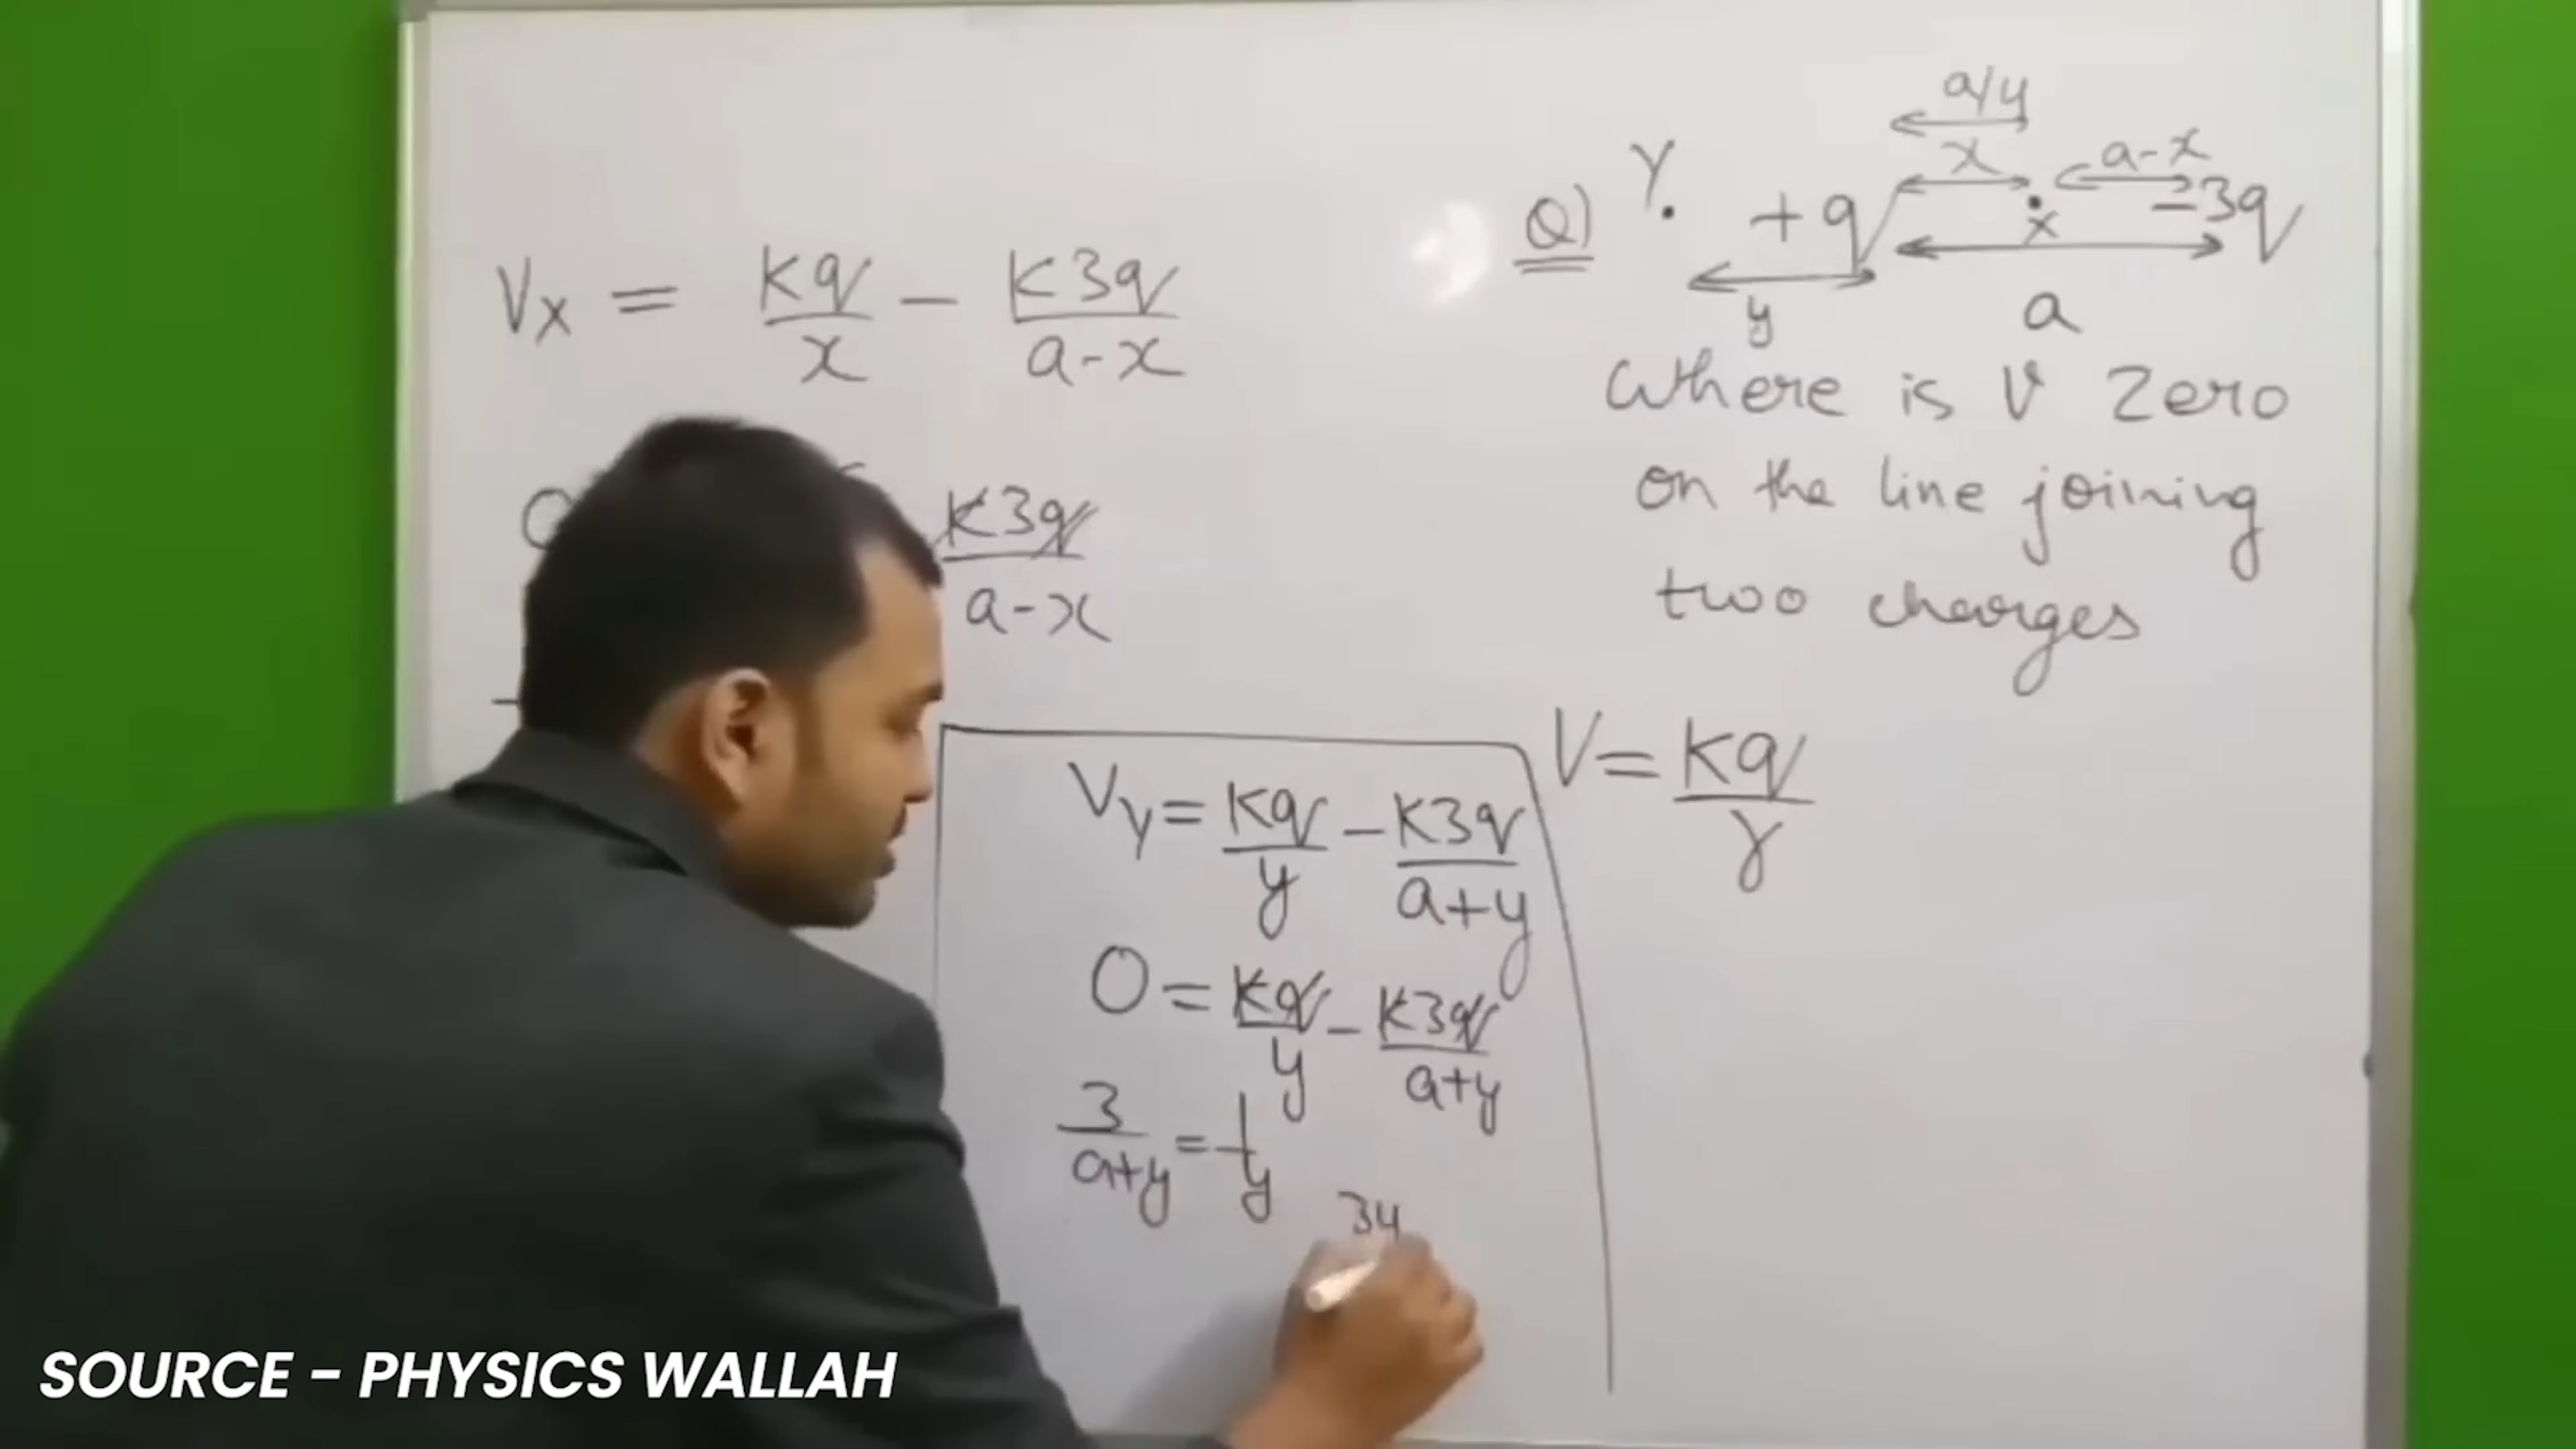 Vx = Kq/x - K3q/a-x
K3q/a-x
Q) Y. +q x -3q
a/4
x
a-x
y
a
Where is V Zero
on the line joining
two charges
Vy = Kq/y - K3q/a+y
0 = Kq/y - K3q/a+y
3/a+y = 1/y
3y
V = Kq/r
SOURCE - PHYSICS WALLAH